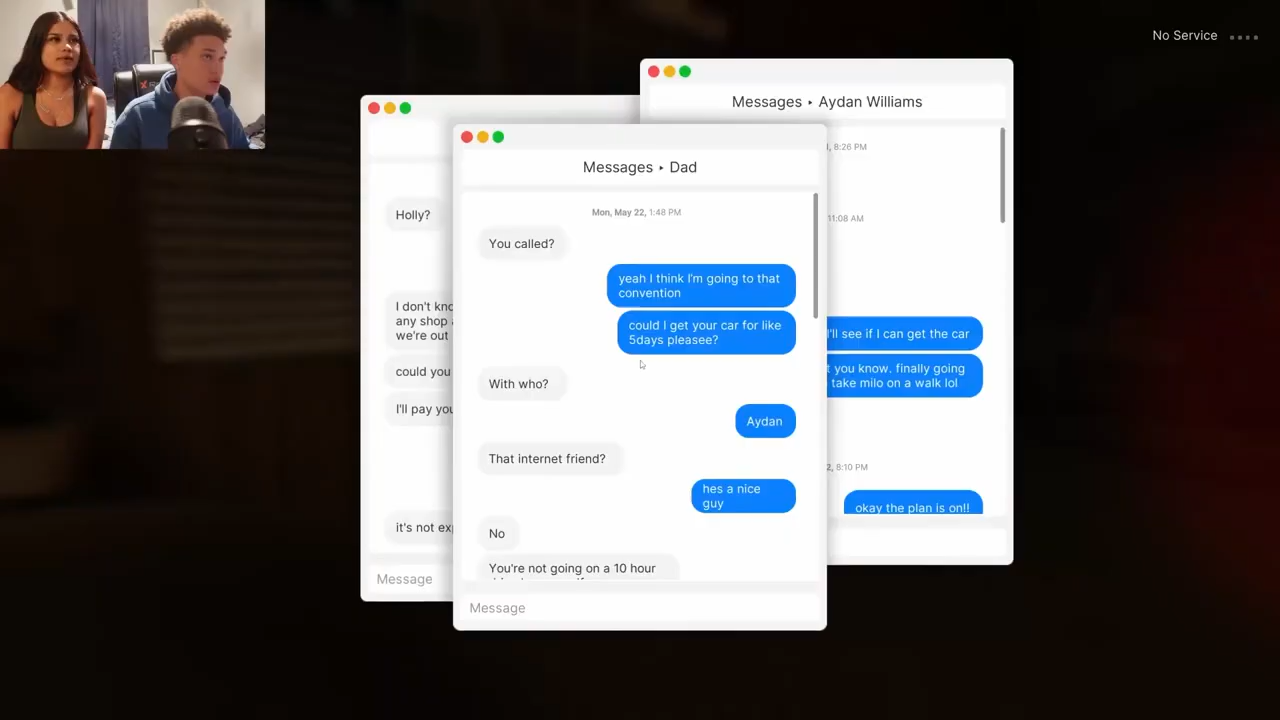 No Service
Messages ▸ Aydan Williams
, 8:26 PM
11:08 AM
I'll see if I can get the car
t you know. finally going
take milo on a walk lol
2, 8:10 PM
okay the plan is on!!
Holly?
I don't kno
any shop
we're out
could you
I'll pay you
it's not exp
Message
Messages ▸ Dad
Mon, May 22, 1:48 PM
You called?
yeah I think I'm going to that
convention
could I get your car for like
5days pleasee?
With who?
Aydan
That internet friend?
hes a nice
guy
No
You're not going on a 10 hour
Message